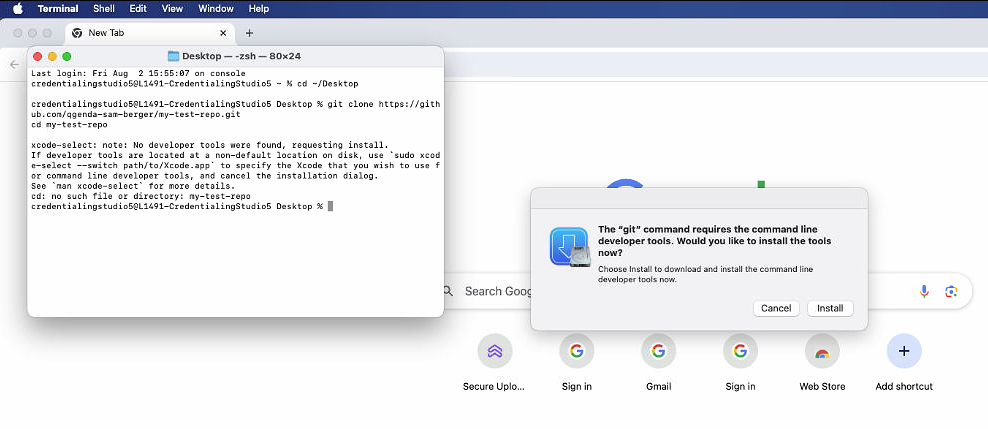 Terminal Shell Edit View Window Help
New Tab
Desktop — -zsh — 80×24
Last login: Fri Aug  2 15:55:07 on console
credentialingstudio5@L1491-CredentialingStudio5 ~ % cd ~/Desktop
credentialingstudio5@L1491-CredentialingStudio5 Desktop % git clone https://gith
ub.com/qgenda-sam-berger/my-test-repo.git
cd my-test-repo
xcode-select: note: No developer tools were found, requesting install.
If developer tools are located at a non-default location on disk, use `sudo xcod
e-select --switch path/to/Xcode.app` to specify the Xcode that you wish to use f
or command line developer tools, and cancel the installation dialog.
See `man xcode-select` for more details.
cd: no such file or directory: my-test-repo
credentialingstudio5@L1491-CredentialingStudio5 Desktop %
The “git” command requires the command line
developer tools. Would you like to install the tools
now?
Choose Install to download and install the command line
developer tools now.
Cancel Install
Search Goog
Secure Uplo... Sign in Gmail Sign in Web Store Add shortcut